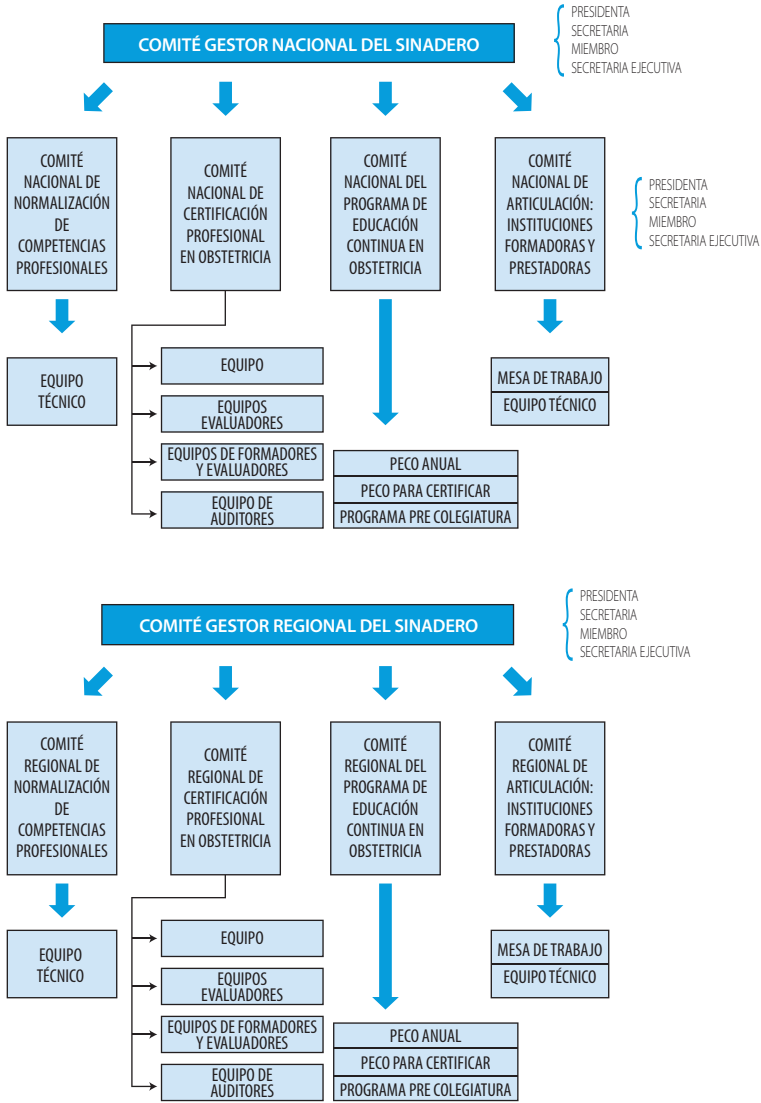 COMITÉ GESTOR NACIONAL DEL SINADERO
PRESIDENTA
SECRETARIA
MIEMBRO
SECRETARIA EJECUTIVA
COMITÉ
NACIONAL DE
NORMALIZACIÓN
DE
COMPETENCIAS
PROFESIONALES
COMITÉ
NACIONAL DE
CERTIFICACIÓN
PROFESIONAL
EN OBSTETRICIA
COMITÉ
NACIONAL DEL
PROGRAMA DE
EDUCACIÓN
CONTINUA EN
OBSTETRICIA
COMITÉ
NACIONAL DE
ARTICULACIÓN:
INSTITUCIONES
FORMADORAS Y
PRESTADORAS
PRESIDENTA
SECRETARIA
MIEMBRO
SECRETARIA EJECUTIVA
EQUIPO
TÉCNICO
EQUIPO
EQUIPOS
EVALUADORES
EQUIPOS DE FORMADORES
Y EVALUADORES
EQUIPO DE
AUDITORES
PECO ANUAL
PECO PARA CERTIFICAR
PROGRAMA PRE COLEGIATURA
MESA DE TRABAJO
EQUIPO TÉCNICO
COMITÉ GESTOR REGIONAL DEL SINADERO
PRESIDENTA
SECRETARIA
MIEMBRO
SECRETARIA EJECUTIVA
COMITÉ
REGIONAL DE
NORMALIZACIÓN
DE
COMPETENCIAS
PROFESIONALES
COMITÉ
REGIONAL DE
CERTIFICACIÓN
PROFESIONAL
EN OBSTETRICIA
COMITÉ
REGIONAL DEL
PROGRAMA DE
EDUCACIÓN
CONTINUA EN
OBSTETRICIA
COMITÉ
REGIONAL DE
ARTICULACIÓN:
INSTITUCIONES
FORMADORAS Y
PRESTADORAS
EQUIPO
TÉCNICO
EQUIPO
EQUIPOS
EVALUADORES
EQUIPOS DE FORMADORES
Y EVALUADORES
EQUIPO DE
AUDITORES
PECO ANUAL
PECO PARA CERTIFICAR
PROGRAMA PRE COLEGIATURA
MESA DE TRABAJO
EQUIPO TÉCNICO